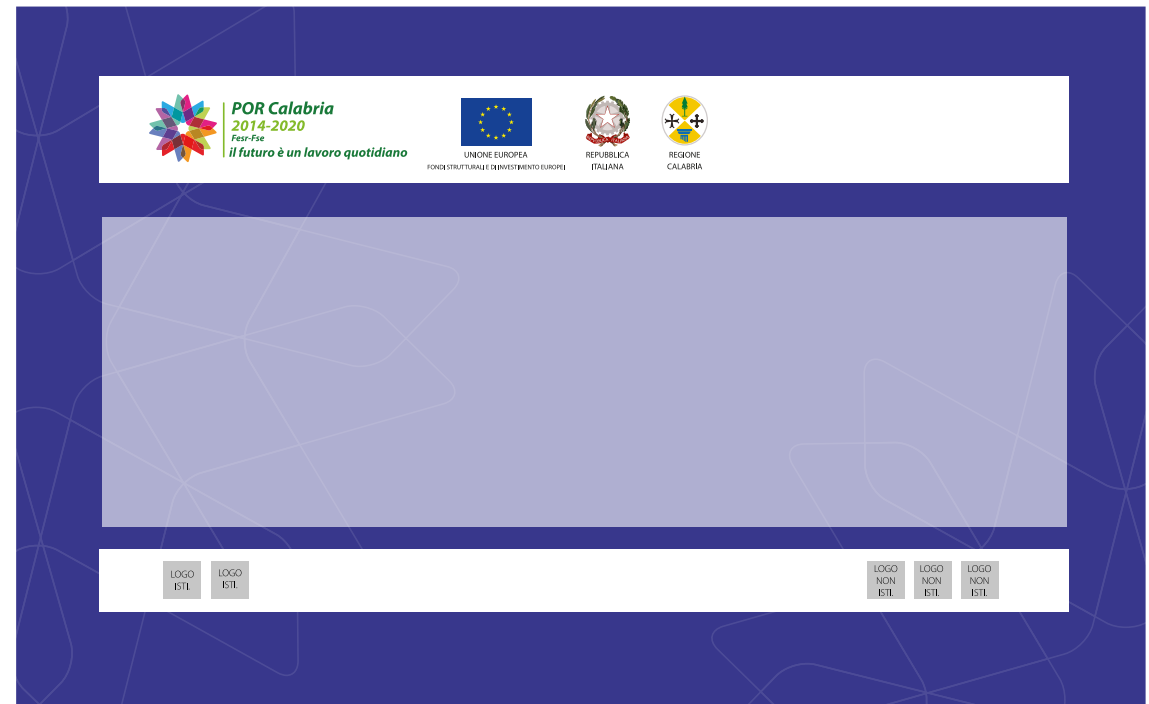 POR Calabria
2014-2020
Fesr-Fse
il futuro è un lavoro quotidiano
UNIONE EUROPEA
FONDI STRUTTURALI E DI INVESTIMENTO EUROPEI
REPUBBLICA
ITALIANA
REGIONE
CALABRIA
LOGO
ISTI.
LOGO
ISTI.
LOGO
NON
ISTI.
LOGO
NON
ISTI.
LOGO
NON
ISTI.